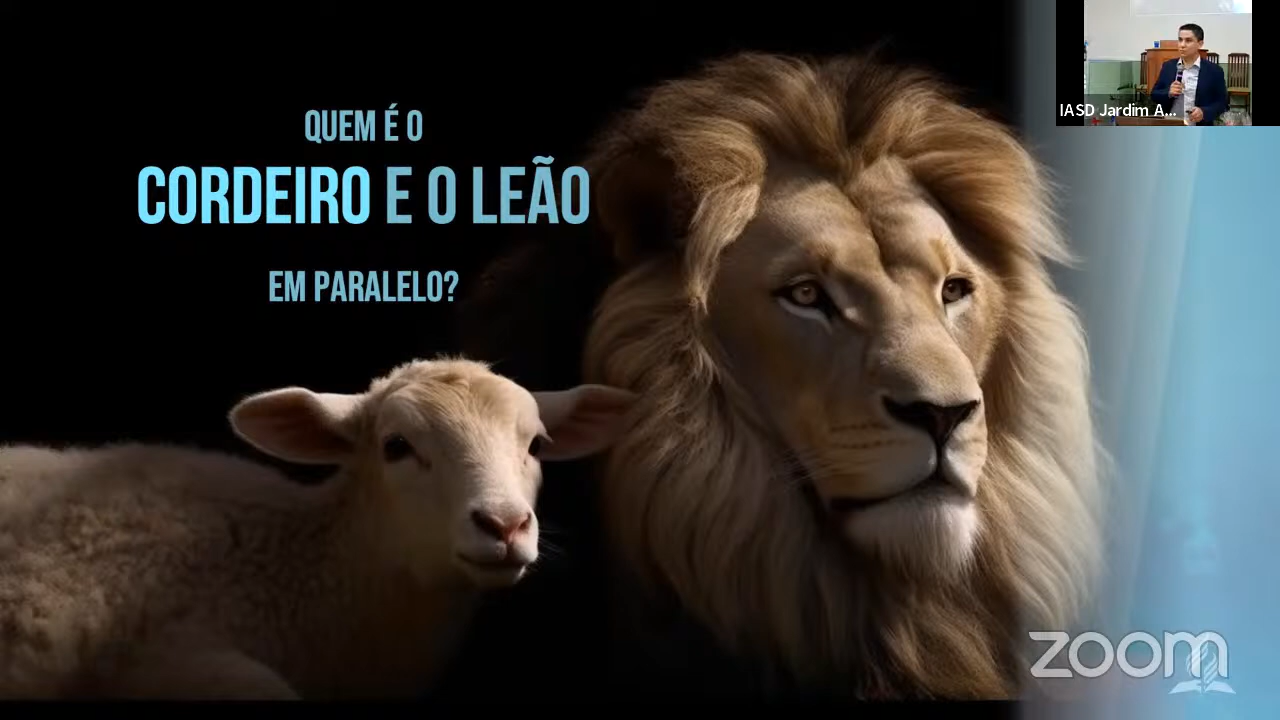 QUEM É O
CORDEIRO E O LEÃO
EM PARALELO?
IASD Jardim A...
zoom